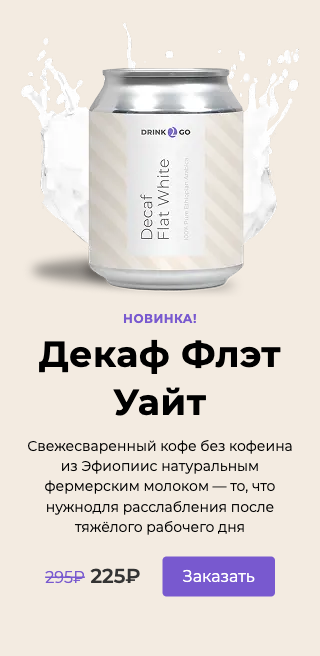 DRINK 2 GO
Decaf
Flat White
100% Pure Ethiopian Arabica
НОВИНКА!
Декаф Флэт
Уайт
Свежесваренный кофе без кофеина
из Эфиопиис натуральным
фермерским молоком — то, что
нужнодля расслабления после
тяжёлого рабочего дня
295₽ 225₽ Заказать